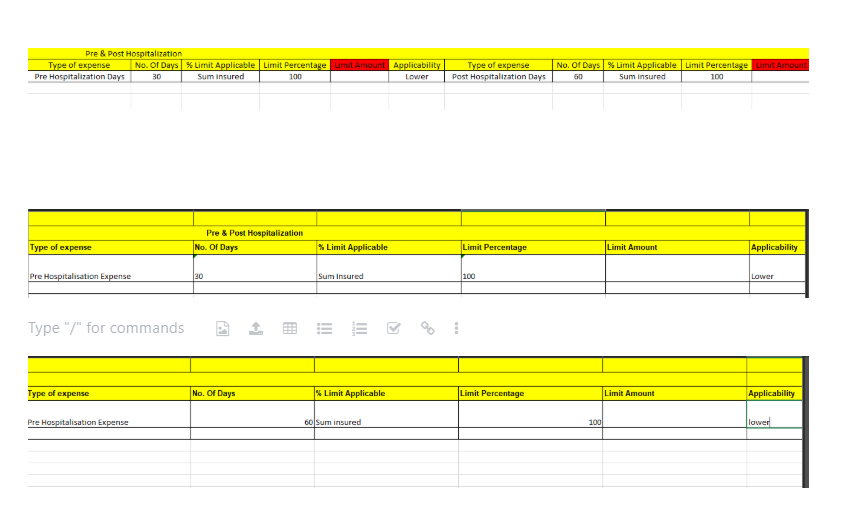 Pre & Post Hospitalization
Type of expense No. Of Days % Limit Applicable Limit Percentage Limit Amount Applicability Type of expense No. Of Days % Limit Applicable Limit Percentage Limit Amount
Pre Hospitalization Days 30 Sum insured 100 Lower Post Hospitalization Days 60 Sum insured 100
Pre & Post Hospitalization
Type of expense No. Of Days % Limit Applicable Limit Percentage Limit Amount Applicability
Pre Hospitalisation Expense 30 Sum Insured 100 Lower
Type "/" for commands
Type of expense No. Of Days % Limit Applicable Limit Percentage Limit Amount Applicability
Pre Hospitalisation Expense 60 Sum insured 100 lower